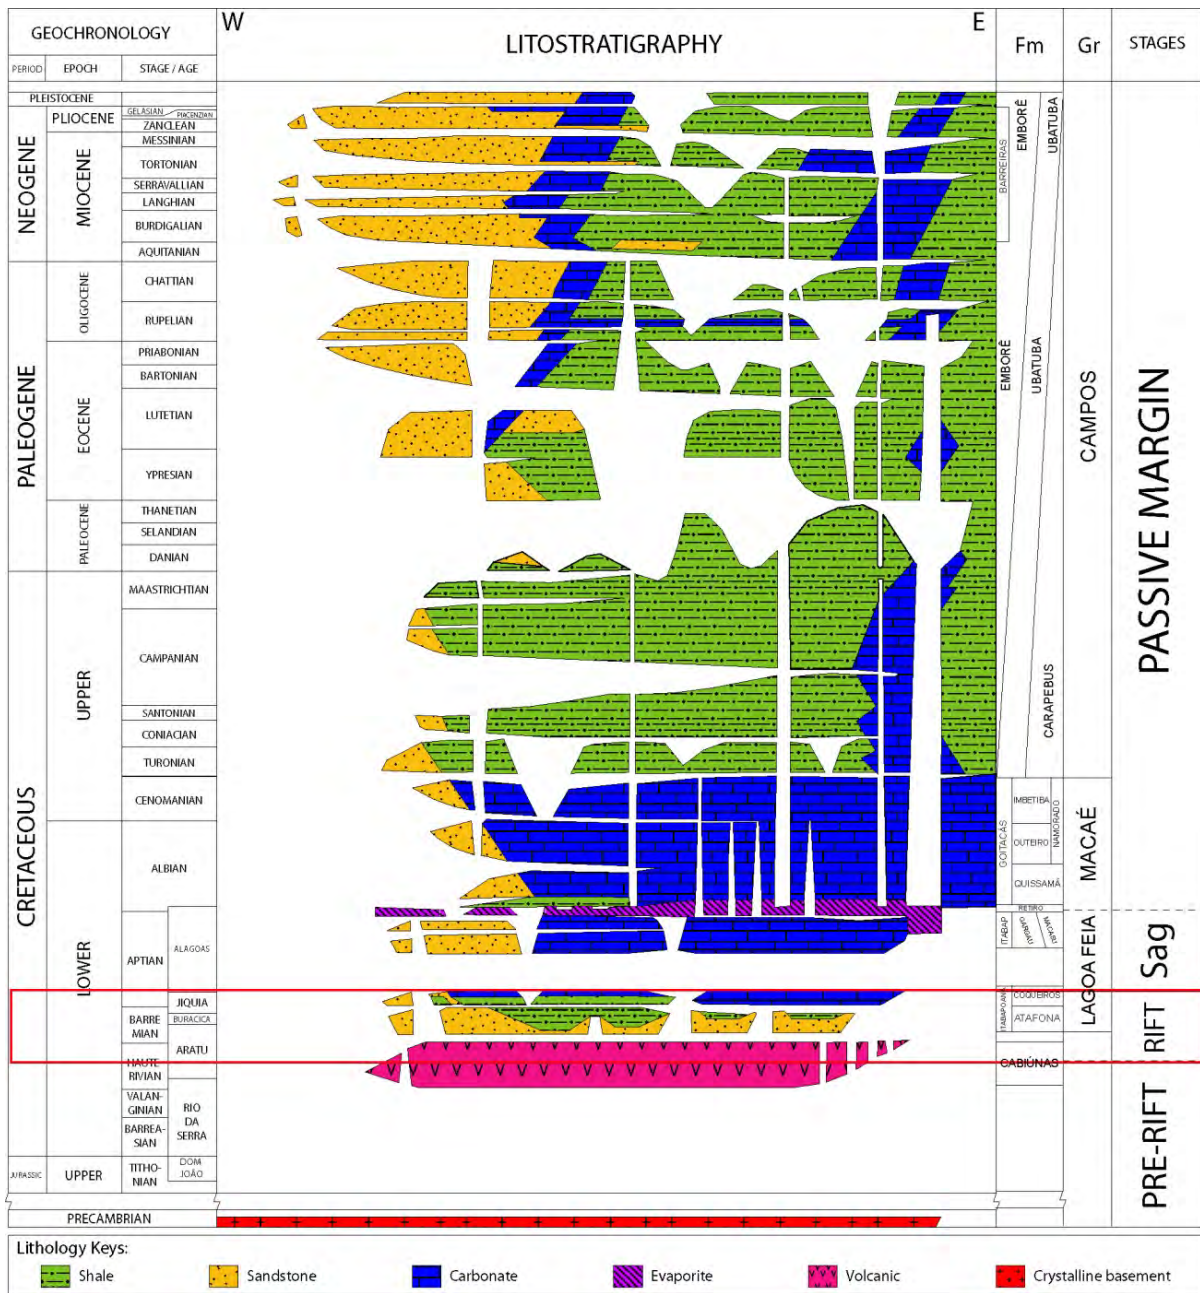 GEOCHRONOLOGY
W
LITOSTRATIGRAPHY
E
Fm
Gr
STAGES
PERIOD
EPOCH
STAGE / AGE
PLEISTOCENE
NEOGENE
PLIOCENE
GELASIAN
PIACENZIAN
ZANCLEAN
MIOCENE
MESSINIAN
TORTONIAN
SERRAVALLIAN
LANGHIAN
BURDIGALIAN
AQUITANIAN
PALEOGENE
OLIGOCENE
CHATTIAN
RUPELIAN
EOCENE
PRIABONIAN
BARTONIAN
LUTETIAN
YPRESIAN
PALEOCENE
THANETIAN
SELANDIAN
DANIAN
CRETACEOUS
UPPER
MAASTRICHTIAN
CAMPANIAN
SANTONIAN
CONIACIAN
TURONIAN
CENOMANIAN
LOWER
ALBIAN
APTIAN
ALAGOAS
JIQUIA
BARRE
MIAN
BURACICA
ARATU
HAUTE
RIVIAN
VALAN-
GINIAN
BARREA-
SIAN
RIO
DA
SERRA
JURASSIC
UPPER
TITHO-
NIAN
DOM
JOÃO
PRECAMBRIAN
EMBORÊ
UBATUBA
BARREIRAS
EMBORÊ
UBATUBA
CARAPEBUS
CAMPOS
PASSIVE MARGIN
GOITACÁS
IMBETIBA
OUTEIRO
NAMORADO
QUISSAMÃ
MACAÉ
RETIRO
ITABAP
GARGAU
MACABU
LAGOA FEIA
Sag
ITABAPOANA
COQUEIROS
ATAFONA
RIFT
CABIÚNAS
PRE-RIFT
Lithology Keys:
Shale
Sandstone
Carbonate
Evaporite
Volcanic
Crystalline basement